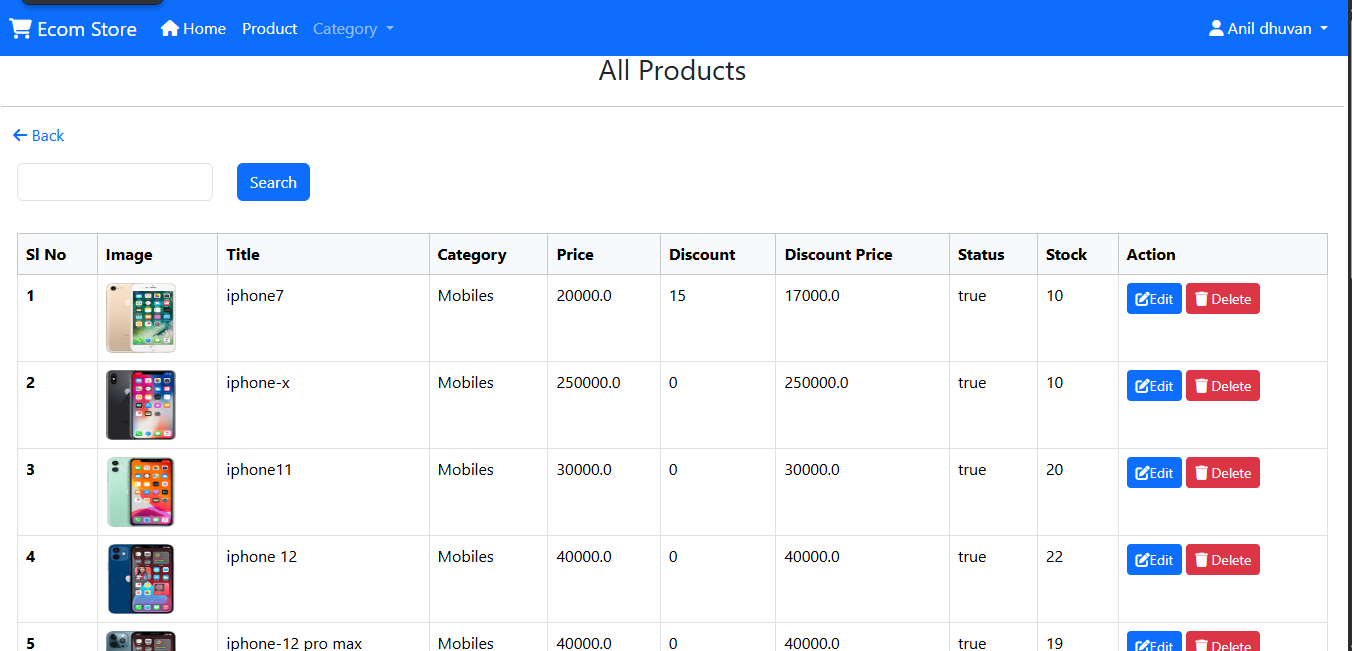 Ecom Store Home Product Category Anil dhuvan
All Products
Back
Search
Sl No Image Title Category Price Discount Discount Price Status Stock Action
1 iphone7 Mobiles 20000.0 15 17000.0 true 10 Edit Delete
2 iphone-x Mobiles 250000.0 0 250000.0 true 10 Edit Delete
3 iphone11 Mobiles 30000.0 0 30000.0 true 20 Edit Delete
4 iphone 12 Mobiles 40000.0 0 40000.0 true 22 Edit Delete
5 iphone-12 pro max Mobiles 40000.0 0 40000.0 true 19 Edit Delete